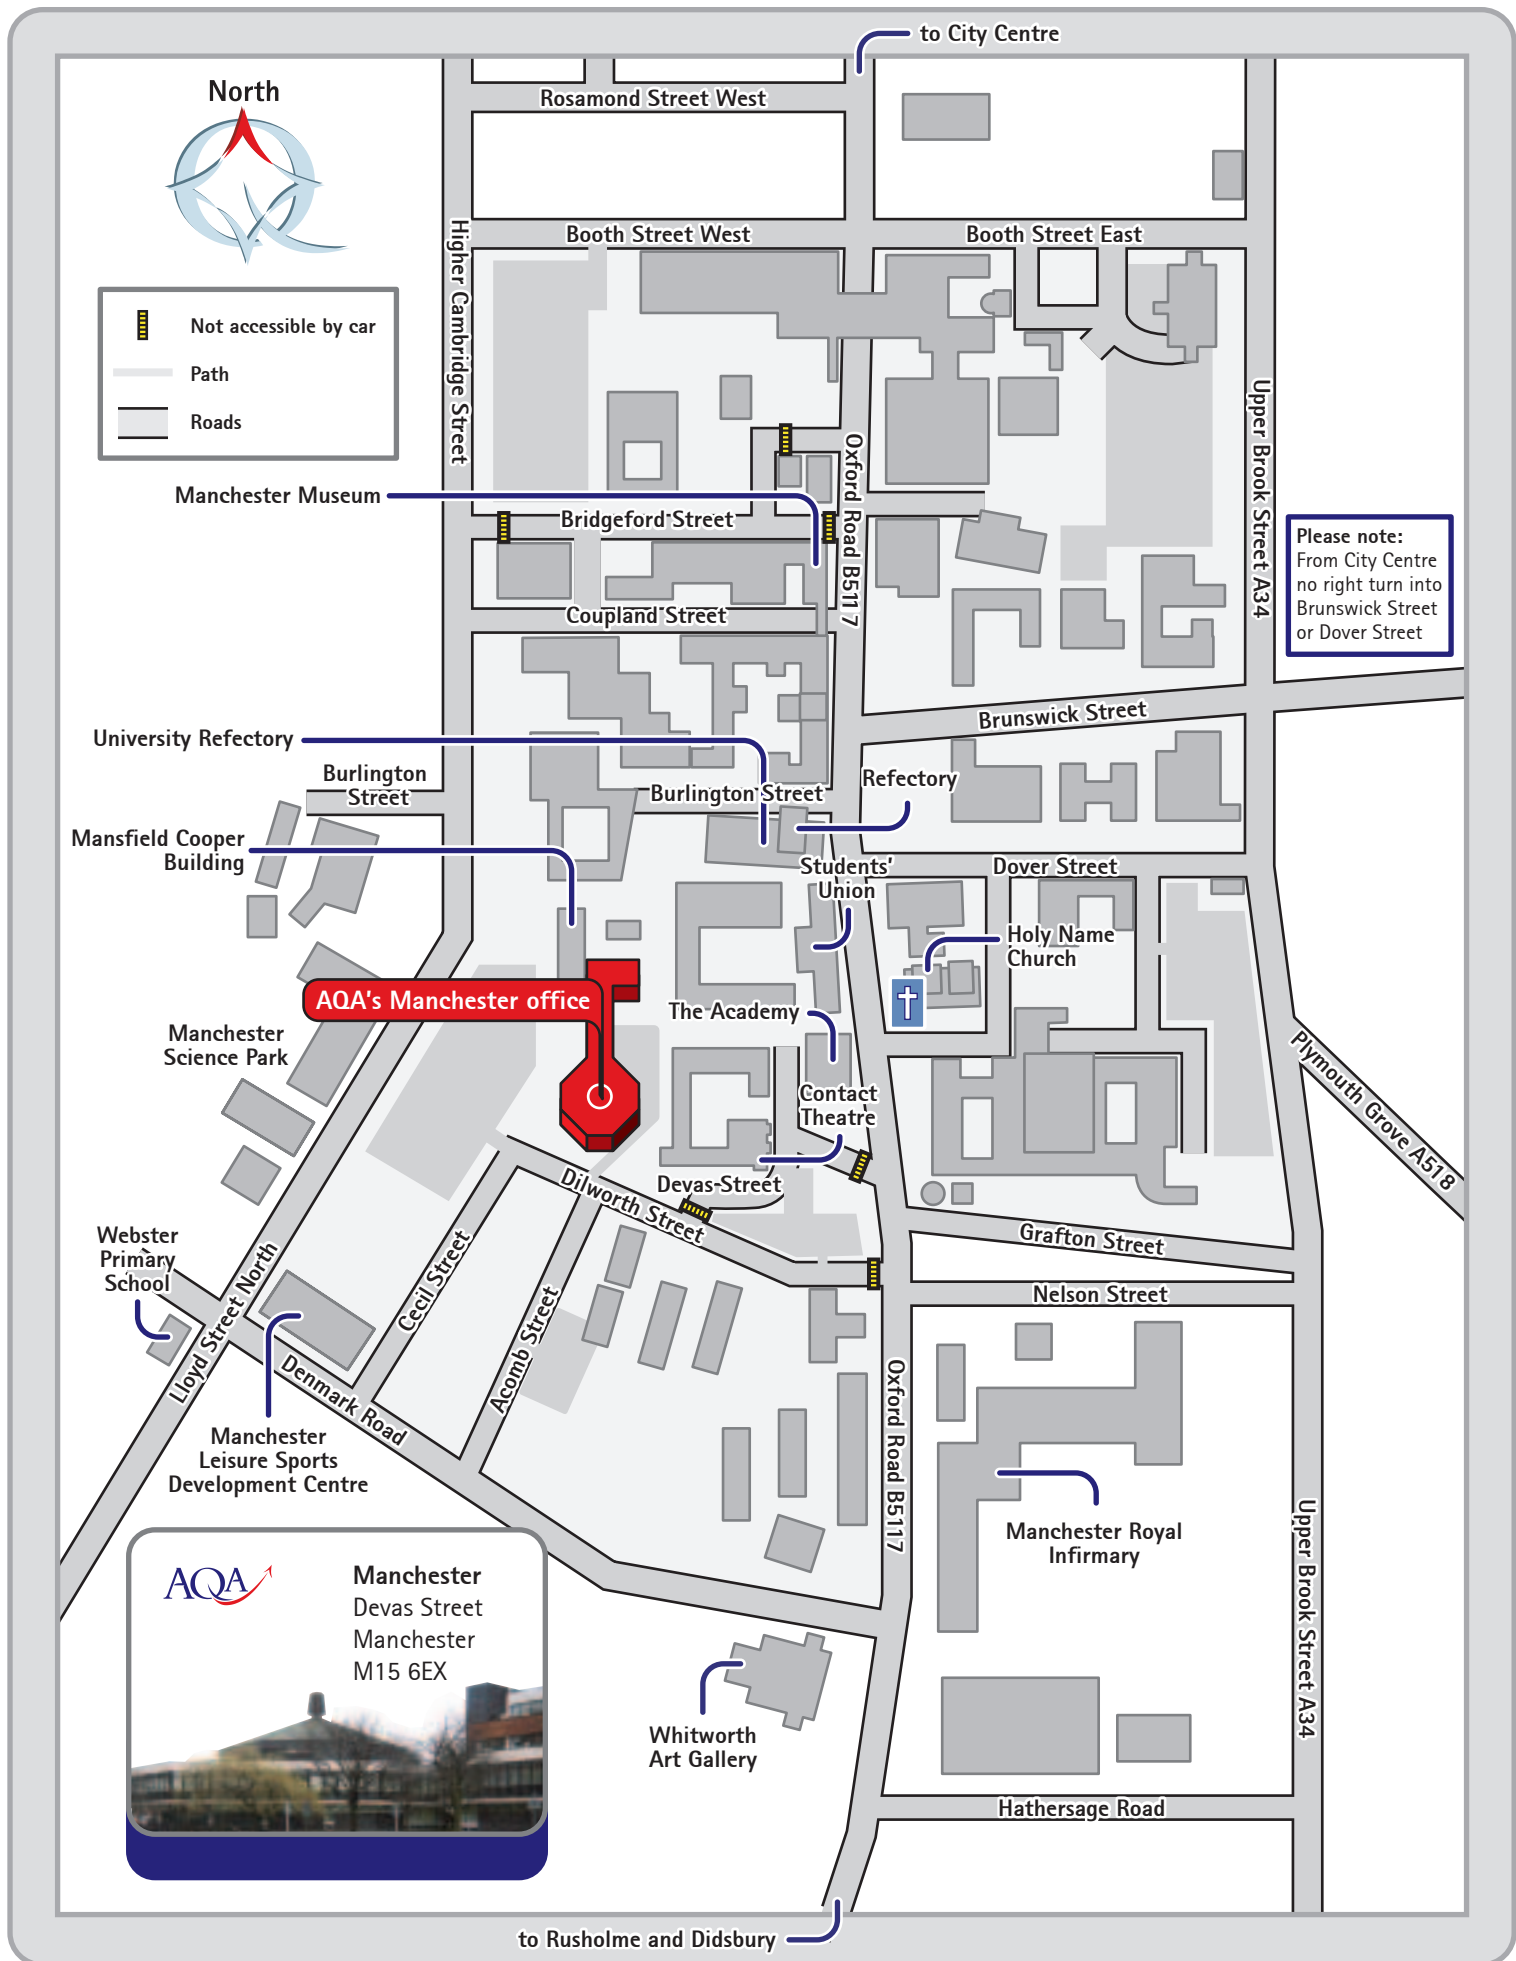 to City Centre
North
Rosamond Street West
Booth Street West
Booth Street East
Higher Cambridge Street
Not accessible by car
Path
Roads
Upper Brook Street A34
Oxford Road B5117
Manchester Museum
Bridgeford Street
Please note:
From City Centre
no right turn into
Brunswick Street
or Dover Street
Coupland Street
Brunswick Street
University Refectory
Burlington
Street
Refectory
Burlington Street
Mansfield Cooper
Building
Students'
Union
Dover Street
Holy Name
Church
AQA's Manchester office
The Academy
Manchester
Science Park
Plymouth Grove A518
Contact
Theatre
Devas Street
Dilworth Street
Webster
Primary
School
Grafton Street
Nelson Street
Lloyd Street North
Cecil Street
Acomb Street
Denmark Road
Oxford Road B5117
Manchester
Leisure Sports
Development Centre
Manchester Royal
Infirmary
Upper Brook Street A34
AQA
Manchester
Devas Street
Manchester
M15 6EX
Whitworth
Art Gallery
Hathersage Road
to Rusholme and Didsbury